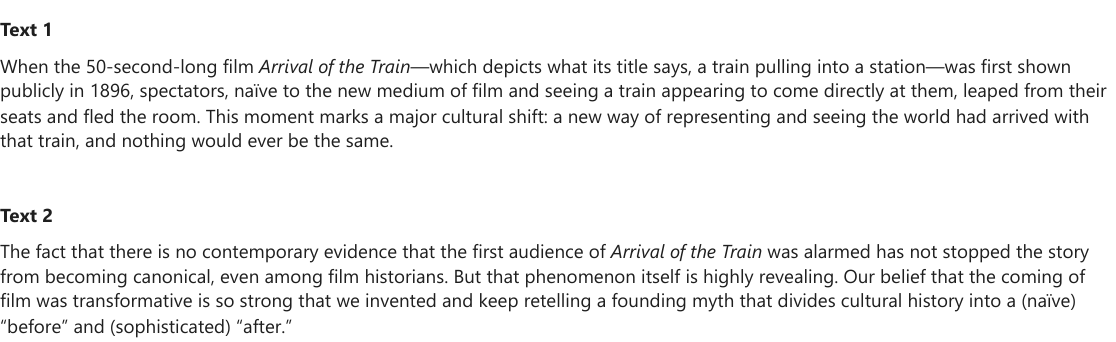 Text 1
When the 50-second-long film Arrival of the Train—which depicts what its title says, a train pulling into a station—was first shown
publicly in 1896, spectators, naïve to the new medium of film and seeing a train appearing to come directly at them, leaped from their
seats and fled the room. This moment marks a major cultural shift: a new way of representing and seeing the world had arrived with
that train, and nothing would ever be the same.
Text 2
The fact that there is no contemporary evidence that the first audience of Arrival of the Train was alarmed has not stopped the story
from becoming canonical, even among film historians. But that phenomenon itself is highly revealing. Our belief that the coming of
film was transformative is so strong that we invented and keep retelling a founding myth that divides cultural history into a (naïve)
“before” and (sophisticated) “after.”